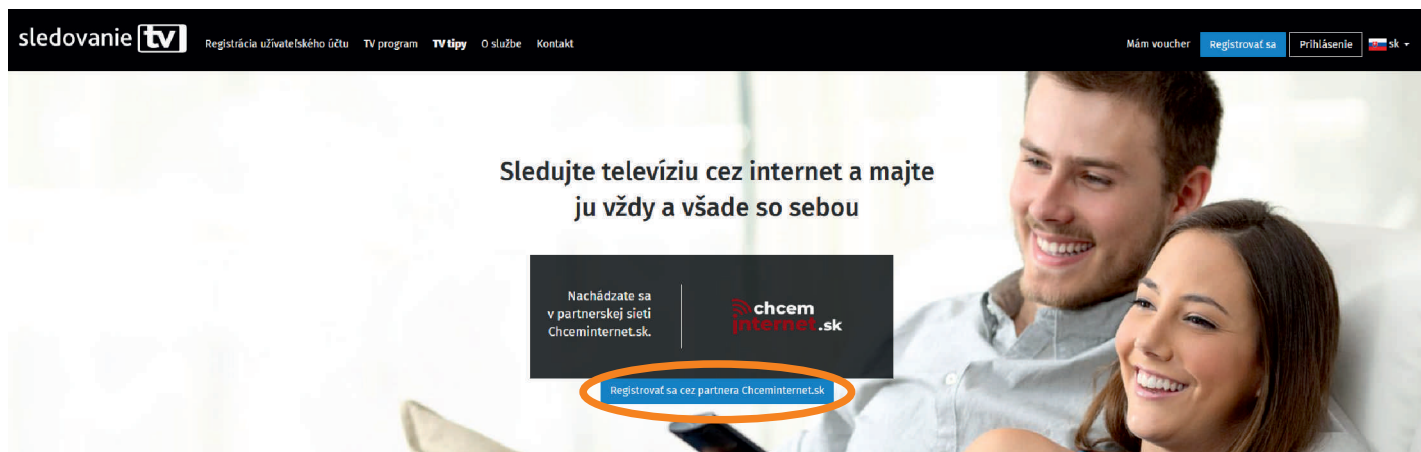 sledovanie tv
Registrácia užívateľského účtu TV program TV tipy O službe Kontakt
Mám voucher Registrovať sa Prihlásenie sk
Sledujte televíziu cez internet a majte
ju vždy a všade so sebou
Nachádzate sa
v partnerskej sieti
Chceminternet.sk.
chcem
internet.sk
Registrovať sa cez partnera Chceminternet.sk